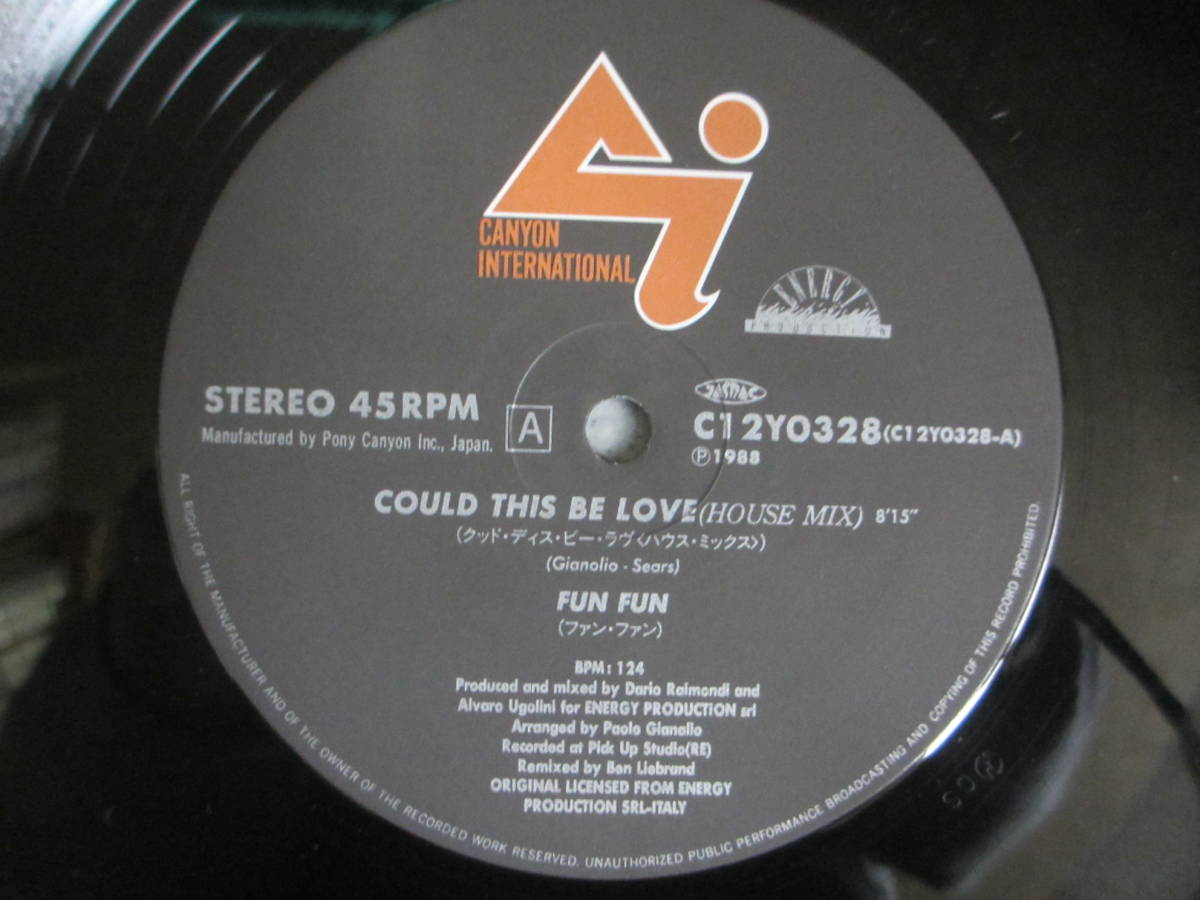 CANYON
INTERNATIONAL
ENERGY
PRODUCTION
STEREO 45RPM
Manufactured by Pony Canyon Inc., Japan.
A
JASRAC
C12Y0328(C12Y0328-A)
℗1988
COULD THIS BE LOVE(HOUSE MIX) 8'15"
(クッド・ディス・ビー・ラヴ〈ハウス・ミックス〉)
(Gianolio - Sears)
FUN FUN
(ファン・ファン)
BPM: 124
Produced and mixed by Dario Raimondi and
Alvaro Ugolini for ENERGY PRODUCTION srl
Arranged by Paolo Gianolio
Recorded at Pick Up Studio(RE)
Remixed by Ben Liebrand
ORIGINAL LICENSED FROM ENERGY
PRODUCTION SRL-ITALY
ALL RIGHT OF THE MANUFACTURER AND OF THE OWNER OF THE RECORDED WORK RESERVED. UNAUTHORIZED PUBLIC PERFORMANCE BROADCASTING AND COPYING OF THIS RECORD PROHIBITED.